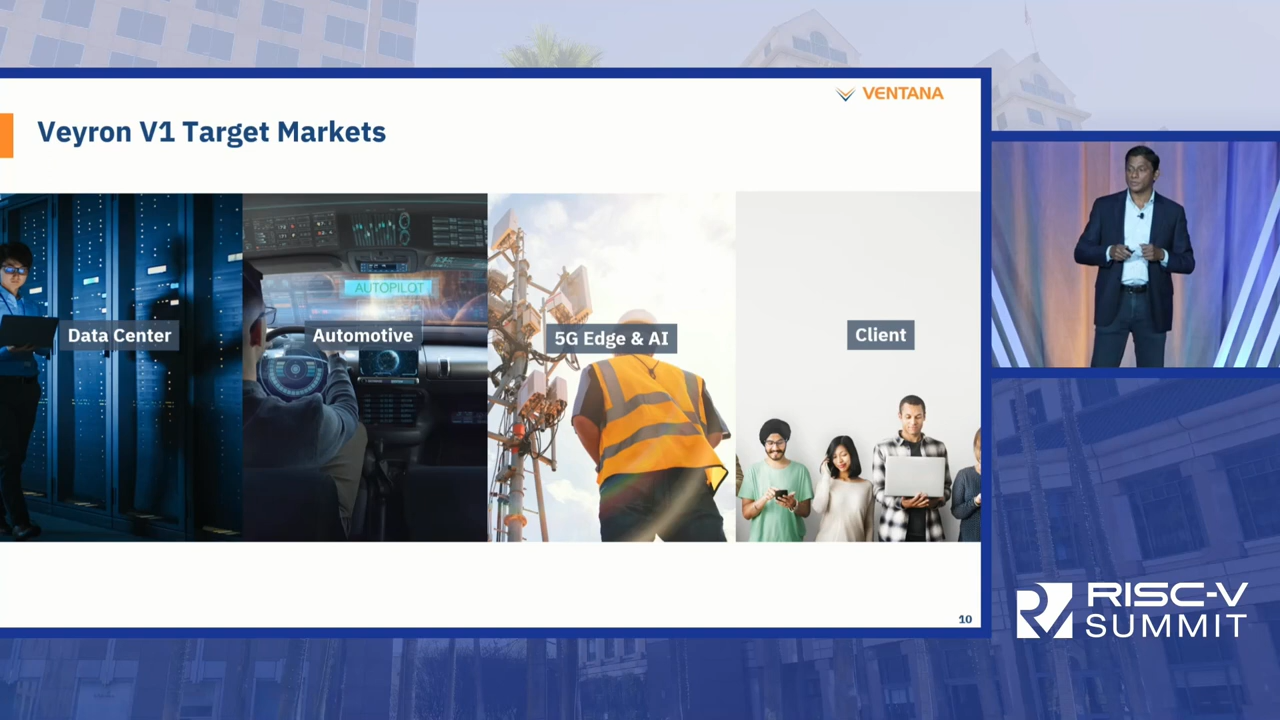 VENTANA
Veyron V1 Target Markets
AUTOPILOT
Data Center
Automotive
5G Edge & AI
Client
10
RISC-V
SUMMIT